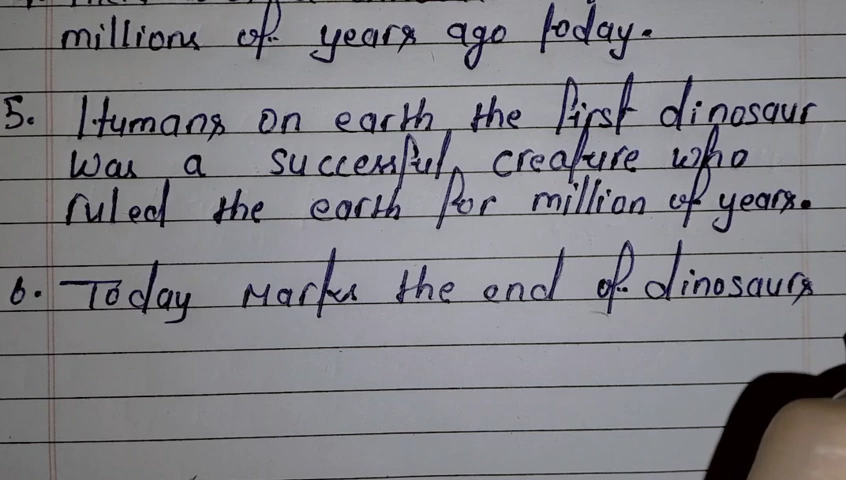 millions of years ago today.
5. Humans on earth, the first dinosaur
was a successful, creature who
ruled the earth for million of years.
6. Today marks the end of dinosaurs